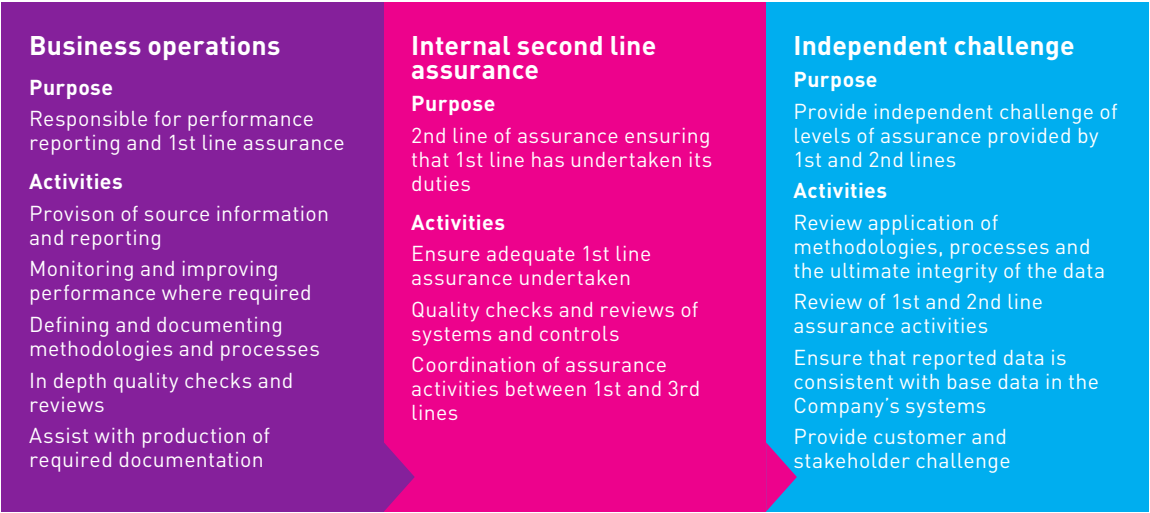 Business operations
Purpose
Responsible for performance
reporting and 1st line assurance
Activities
Provison of source information
and reporting
Monitoring and improving
performance where required
Defining and documenting
methodologies and processes
In depth quality checks and
reviews
Assist with production of
required documentation
Internal second line
assurance
Purpose
2nd line of assurance ensuring
that 1st line has undertaken its
duties
Activities
Ensure adequate 1st line
assurance undertaken
Quality checks and reviews of
systems and controls
Coordination of assurance
activities between 1st and 3rd
lines
Independent challenge
Purpose
Provide independent challenge of
levels of assurance provided by
1st and 2nd lines
Activities
Review application of
methodologies, processes and
the ultimate integrity of the data
Review of 1st and 2nd line
assurance activities
Ensure that reported data is
consistent with base data in the
Company’s systems
Provide customer and
stakeholder challenge